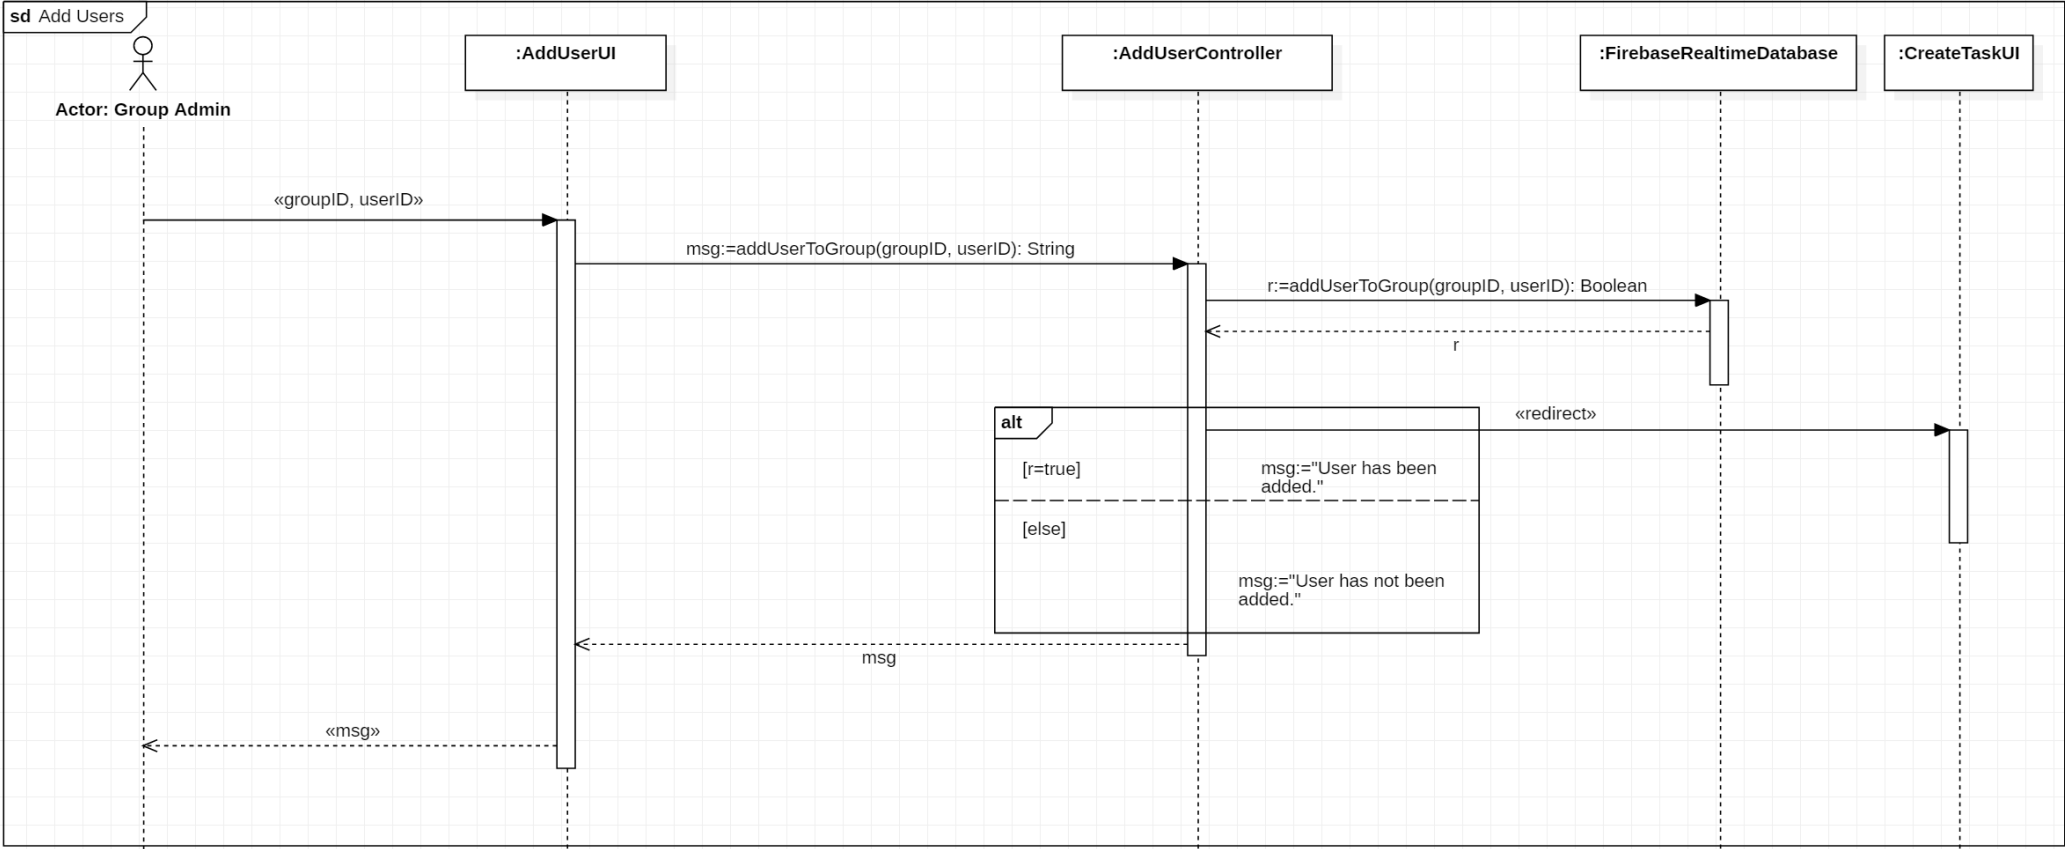 sd Add Users
Actor: Group Admin
:AddUserUI
:AddUserController
:FirebaseRealtimeDatabase
:CreateTaskUI
«groupID, userID»
msg:=addUserToGroup(groupID, userID): String
r:=addUserToGroup(groupID, userID): Boolean
r
alt
«redirect»
[r=true]
msg:="User has been
added."
[else]
msg:="User has not been
added."
msg
«msg»